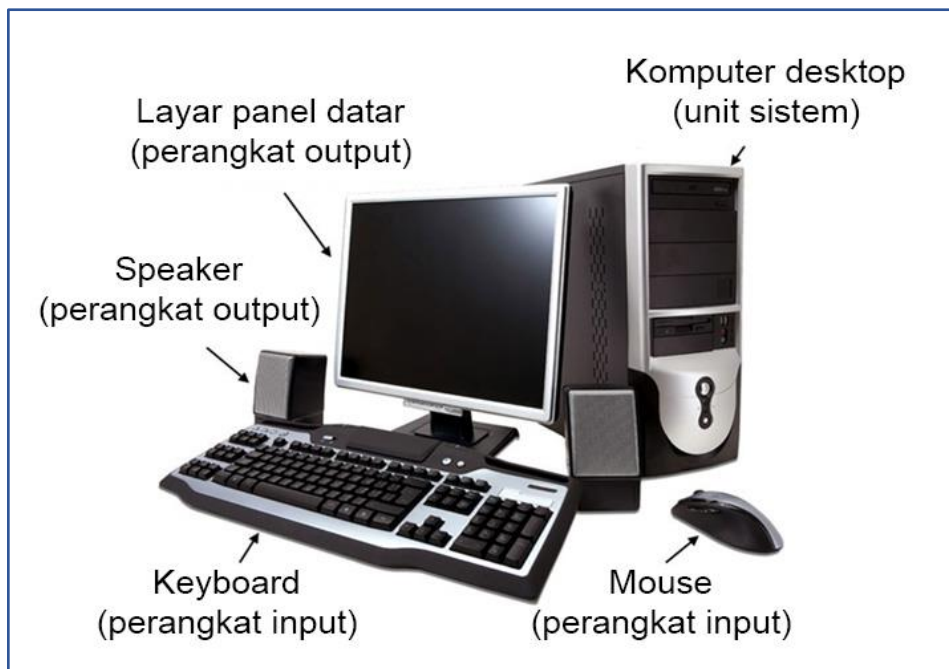 Komputer desktop
(unit sistem)
Layar panel datar
(perangkat output)
Speaker
(perangkat output)
Keyboard
(perangkat input)
Mouse
(perangkat input)